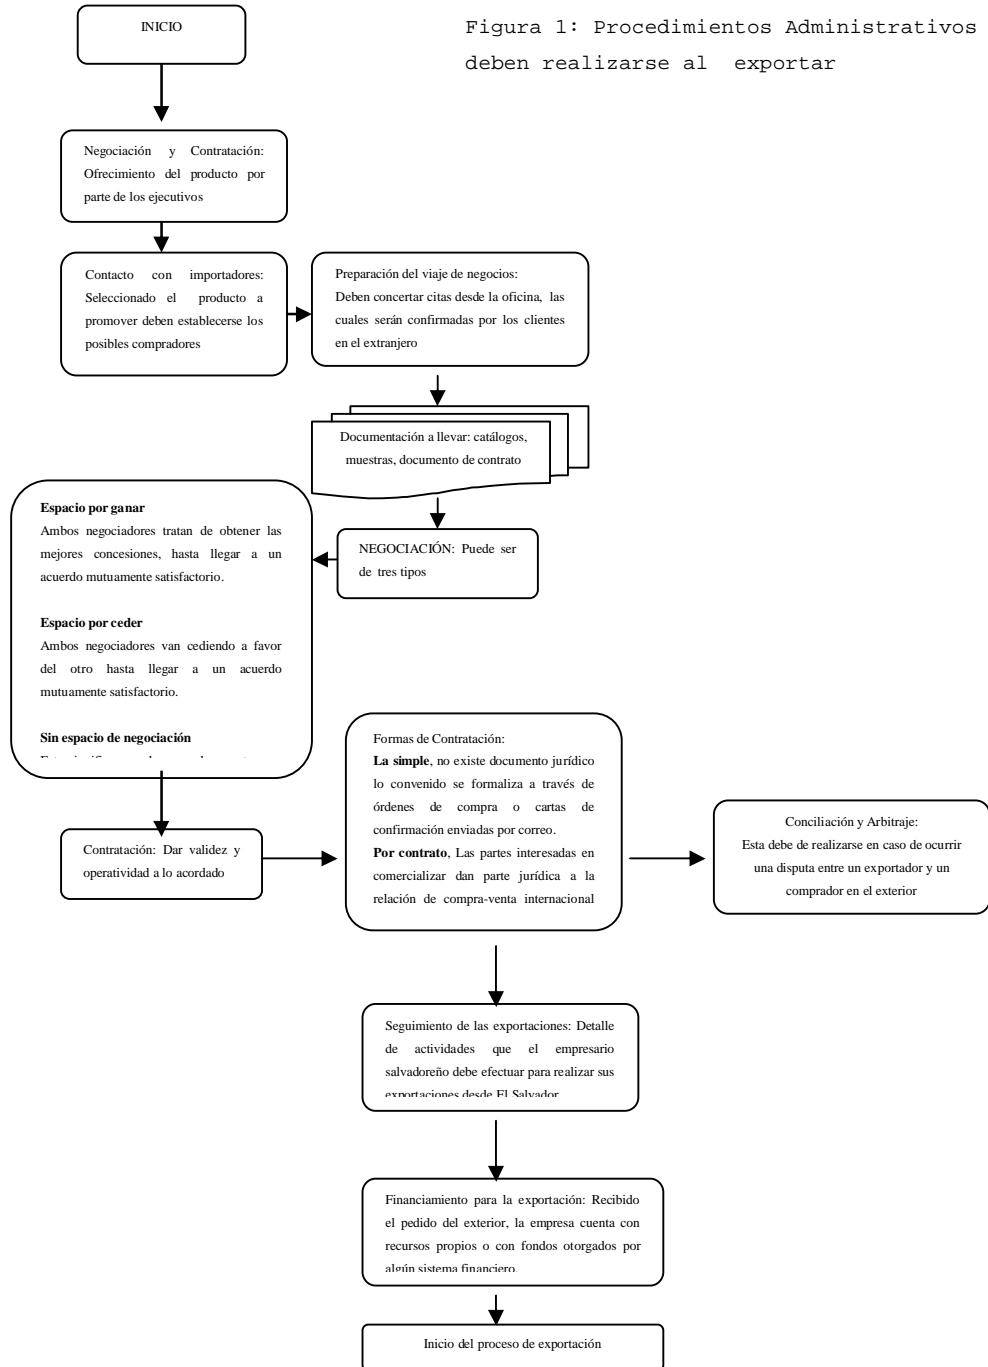 INICIO
Figura 1: Procedimientos Administrativos
deben realizarse al exportar
Negociación y Contratación:
Ofrecimiento del producto por
parte de los ejecutivos
Contacto con importadores:
Seleccionado el producto a
promover deben establecerse los
posibles compradores
Preparación del viaje de negocios:
Deben concertar citas desde la oficina, las
cuales serán confirmadas por los clientes
en el extranjero
Documentación a llevar: catálogos,
muestras, documento de contrato
NEGOCIACIÓN: Puede ser
de tres tipos
Espacio por ganar
Ambos negociadores tratan de obtener las
mejores concesiones, hasta llegar a un
acuerdo mutuamente satisfactorio.
Espacio por ceder
Ambos negociadores van cediendo a favor
del otro hasta llegar a un acuerdo
mutuamente satisfactorio.
Sin espacio de negociación
Contratación: Dar validez y
operatividad a lo acordado
Formas de Contratación:
La simple, no existe documento jurídico
lo convenido se formaliza a través de
órdenes de compra o cartas de
confirmación enviadas por correo.
Por contrato, Las partes interesadas en
comercializar dan parte jurídica a la
relación de compra-venta internacional
Conciliación y Arbitraje:
Esta debe de realizarse en caso de ocurrir
una disputa entre un exportador y un
comprador en el exterior
Seguimiento de las exportaciones: Detalle
de actividades que el empresario
salvadoreño debe efectuar para realizar sus
exportaciones desde El Salvador
Financiamiento para la exportación: Recibido
el pedido del exterior, la empresa cuenta con
recursos propios o con fondos otorgados por
algún sistema financiero.
Inicio del proceso de exportación